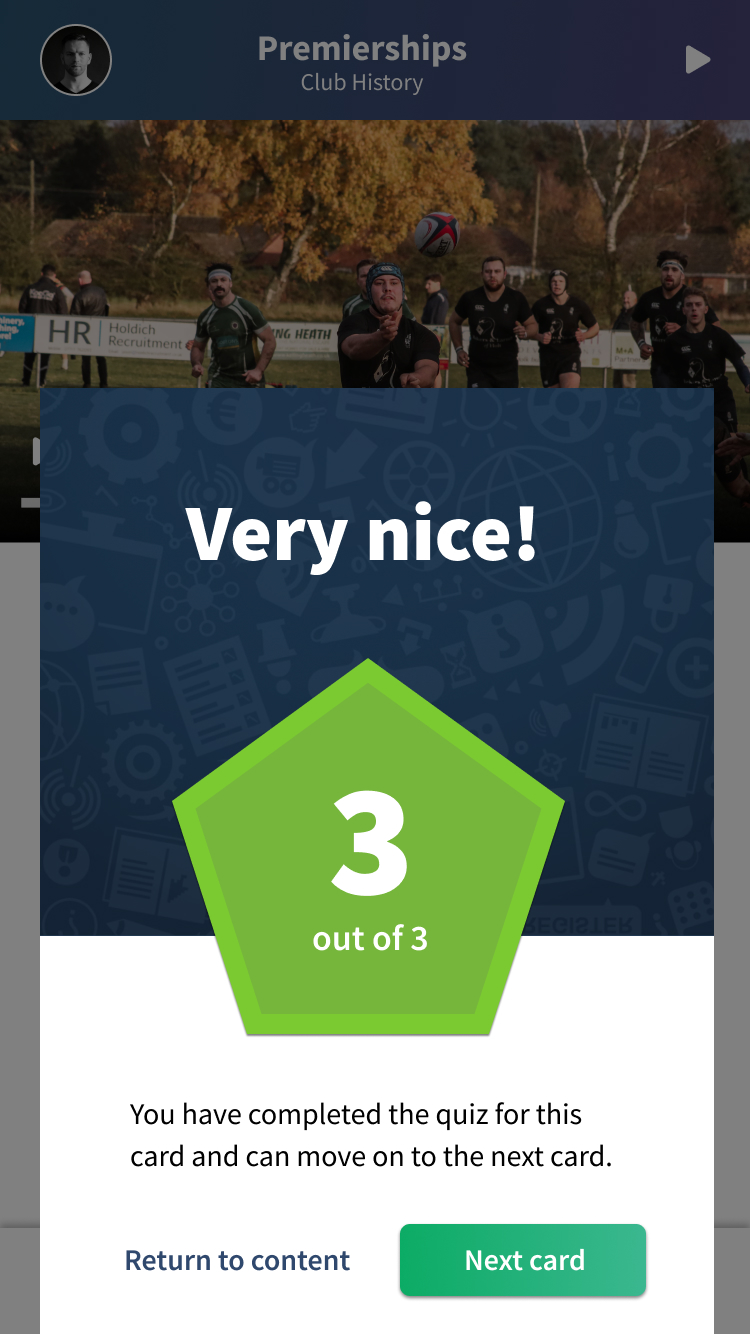 Premierships
Club History
HR
Holdich
Recruitment
NG HEATH
M+A
Very nice!
3
out of 3
You have completed the quiz for this
card and can move on to the next card.
Return to content
Next card